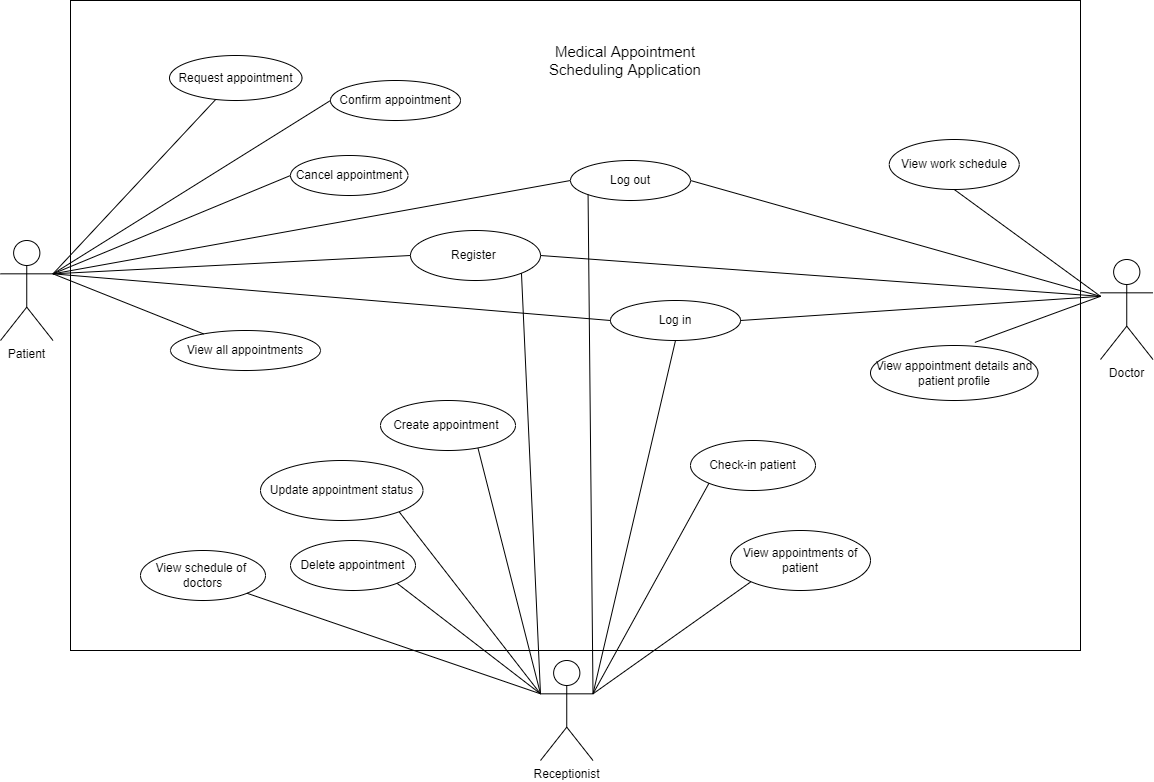 Medical Appointment
Scheduling Application
Request appointment
Confirm appointment
Cancel appointment
Log out
View work schedule
Register
Log in
View all appointments
Patient
View appointment details and
patient profile
Doctor
Create appointment
Check-in patient
Update appointment status
View appointments of
patient
Delete appointment
View schedule of
doctors
Receptionist